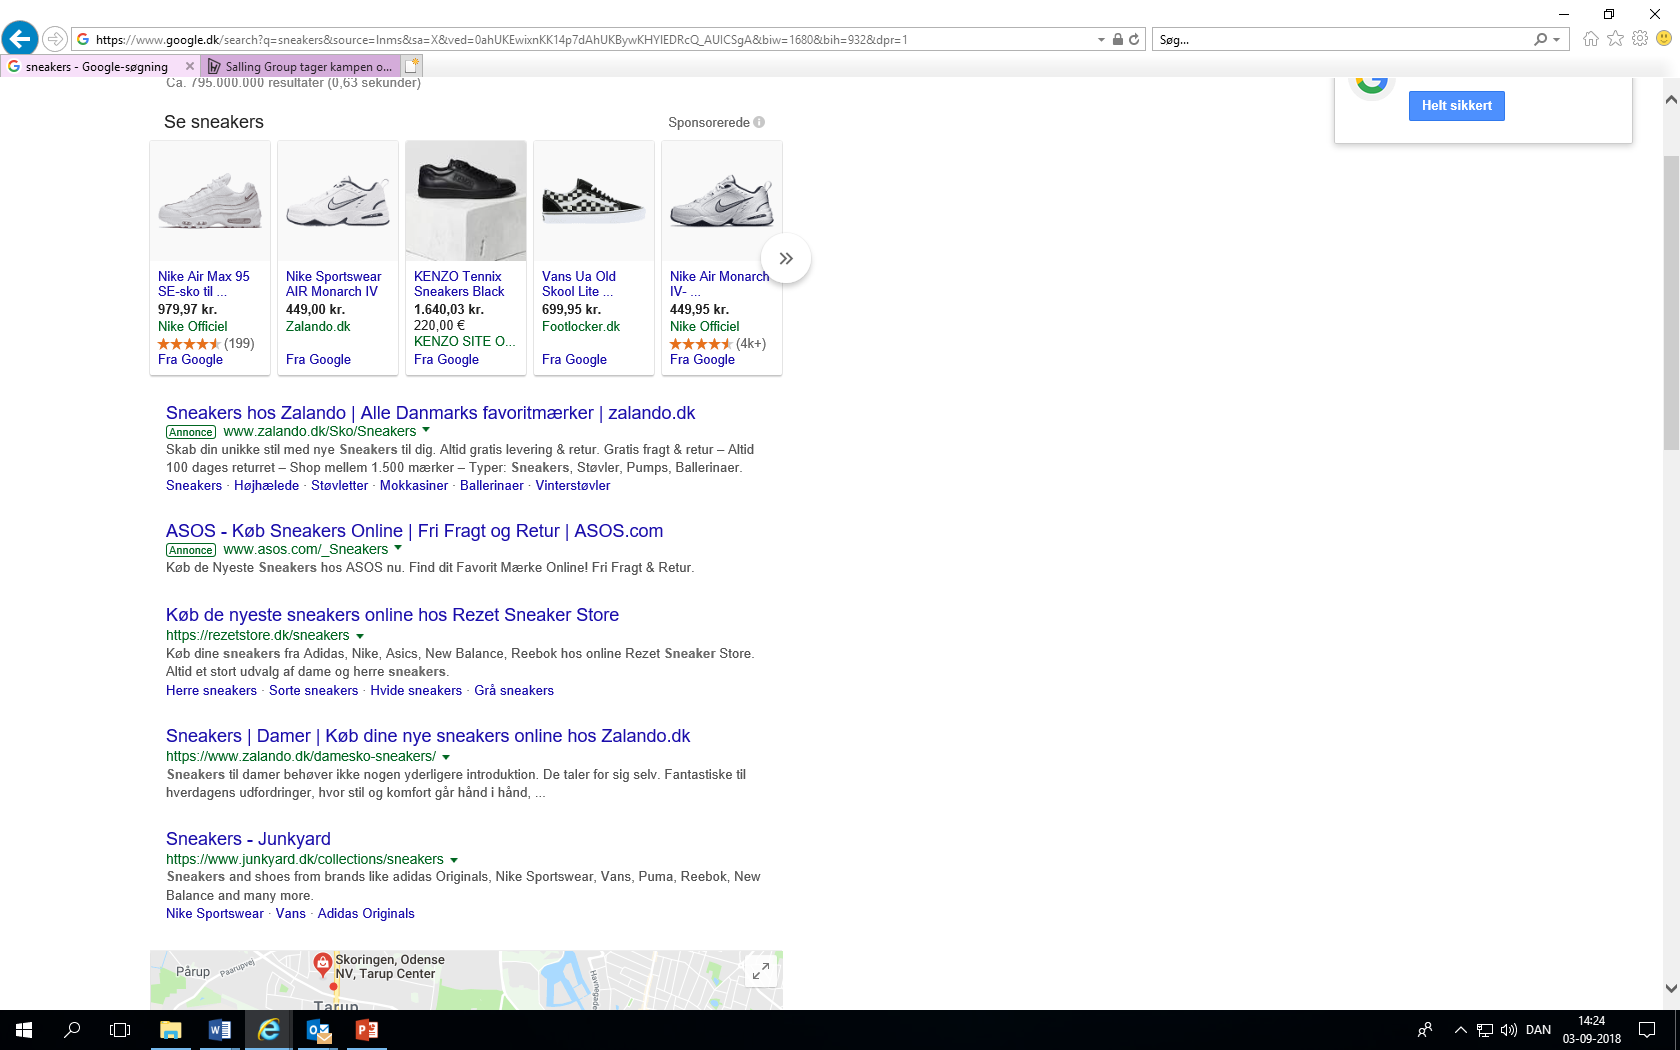 https://www.google.dk/search?q=sneakers&source=lnms&sa=X&ved=0ahUKEwixnKK14p7dAhUKBywKHYIEDRcQ_AUICSgA&biw=1680&bih=932&dpr=1
Søg...
sneakers - Google-søgning
Salling Group tager kampen o...
Ca. 795.000.000 resultater (0,63 sekunder)
Helt sikkert
Se sneakers
Sponsorerede
Nike Air Max 95
SE-sko til ...
979,97 kr.
Nike Officiel
(199)
Fra Google
Nike Sportswear
AIR Monarch IV
449,00 kr.
Zalando.dk
Fra Google
KENZO Tennix
Sneakers Black
1.640,03 kr.
220,00 €
KENZO SITE O...
Fra Google
Vans Ua Old
Skool Lite ...
699,95 kr.
Footlocker.dk
Fra Google
Nike Air Monarch
IV- ...
449,95 kr.
Nike Officiel
(4k+)
Fra Google
Sneakers hos Zalando | Alle Danmarks favoritmærker | zalando.dk
Annonce www.zalando.dk/Sko/Sneakers
Skab din unikke stil med nye Sneakers til dig. Altid gratis levering & retur. Gratis fragt & retur – Altid
100 dages returret – Shop mellem 1.500 mærker – Typer: Sneakers, Støvler, Pumps, Ballerinaer.
Sneakers · Højhælede · Støvletter · Mokkasiner · Ballerinaer · Vinterstøvler
ASOS - Køb Sneakers Online | Fri Fragt og Retur | ASOS.com
Annonce www.asos.com/_Sneakers
Køb de Nyeste Sneakers hos ASOS nu. Find dit Favorit Mærke Online! Fri Fragt & Retur.
Køb de nyeste sneakers online hos Rezet Sneaker Store
https://rezetstore.dk/sneakers
Køb dine sneakers fra Adidas, Nike, Asics, New Balance, Reebok hos online Rezet Sneaker Store.
Altid et stort udvalg af dame og herre sneakers.
Herre sneakers · Sorte sneakers · Hvide sneakers · Grå sneakers
Sneakers | Damer | Køb dine nye sneakers online hos Zalando.dk
https://www.zalando.dk/damesko-sneakers/
Sneakers til damer behøver ikke nogen yderligere introduktion. De taler for sig selv. Fantastiske til
hverdagens udfordringer, hvor stil og komfort går hånd i hånd, ...
Sneakers - Junkyard
https://www.junkyard.dk/collections/sneakers
Sneakers and shoes from brands like adidas Originals, Nike Sportswear, Vans, Puma, Reebok, New
Balance and many more.
Nike Sportswear · Vans · Adidas Originals
Pårup
Paarupvej
Skoringen, Odense
NV, Tarup Center
Tarup
Havnegade
DAN
14:24
03-09-2018